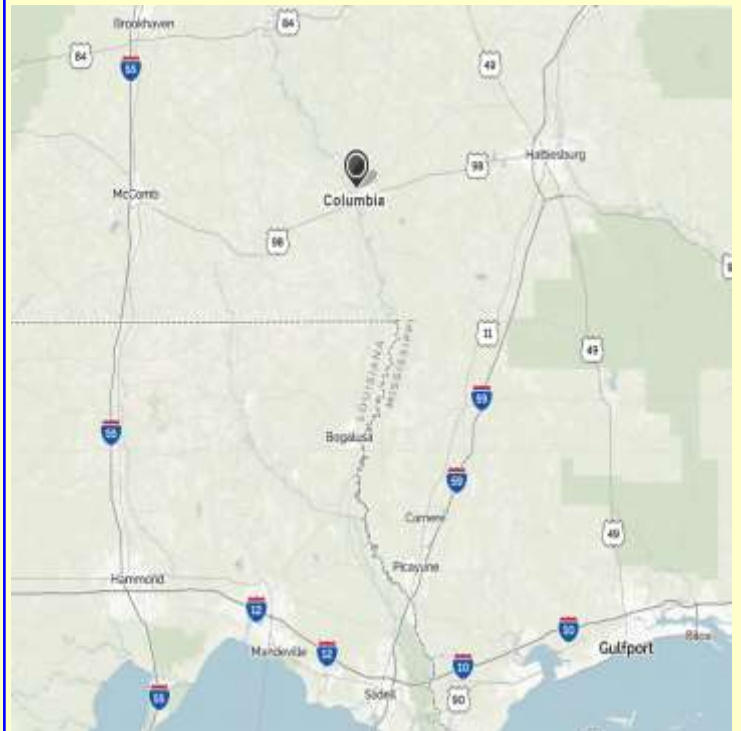 Brookhaven
84
84
55
49
Hattiesburg
98
Columbia
McComb
98
11
49
LOUISIANA
MISSISSIPPI
59
55
Bogalusa
59
Carriere
49
Picayune
Hammond
12
10
Mandeville
12
Gulfport
Biloxi
10
Slidell
55
90